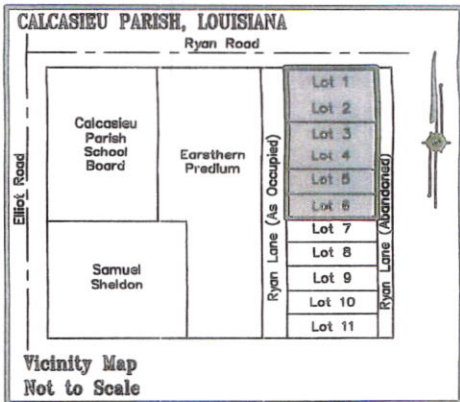 CALCASIEU PARISH, LOUISIANA
Ryan Road
Elliot Road
Calcasieu
Parish
School
Board
Earsthern
Predium
Samuel
Sheldon
Ryan Lane (As Occupied)
Lot 1
Lot 2
Lot 3
Lot 4
Lot 5
Lot 6
Lot 7
Lot 8
Lot 9
Lot 10
Lot 11
Ryan Lane (Abandoned)
Vicinity Map
Not to Scale